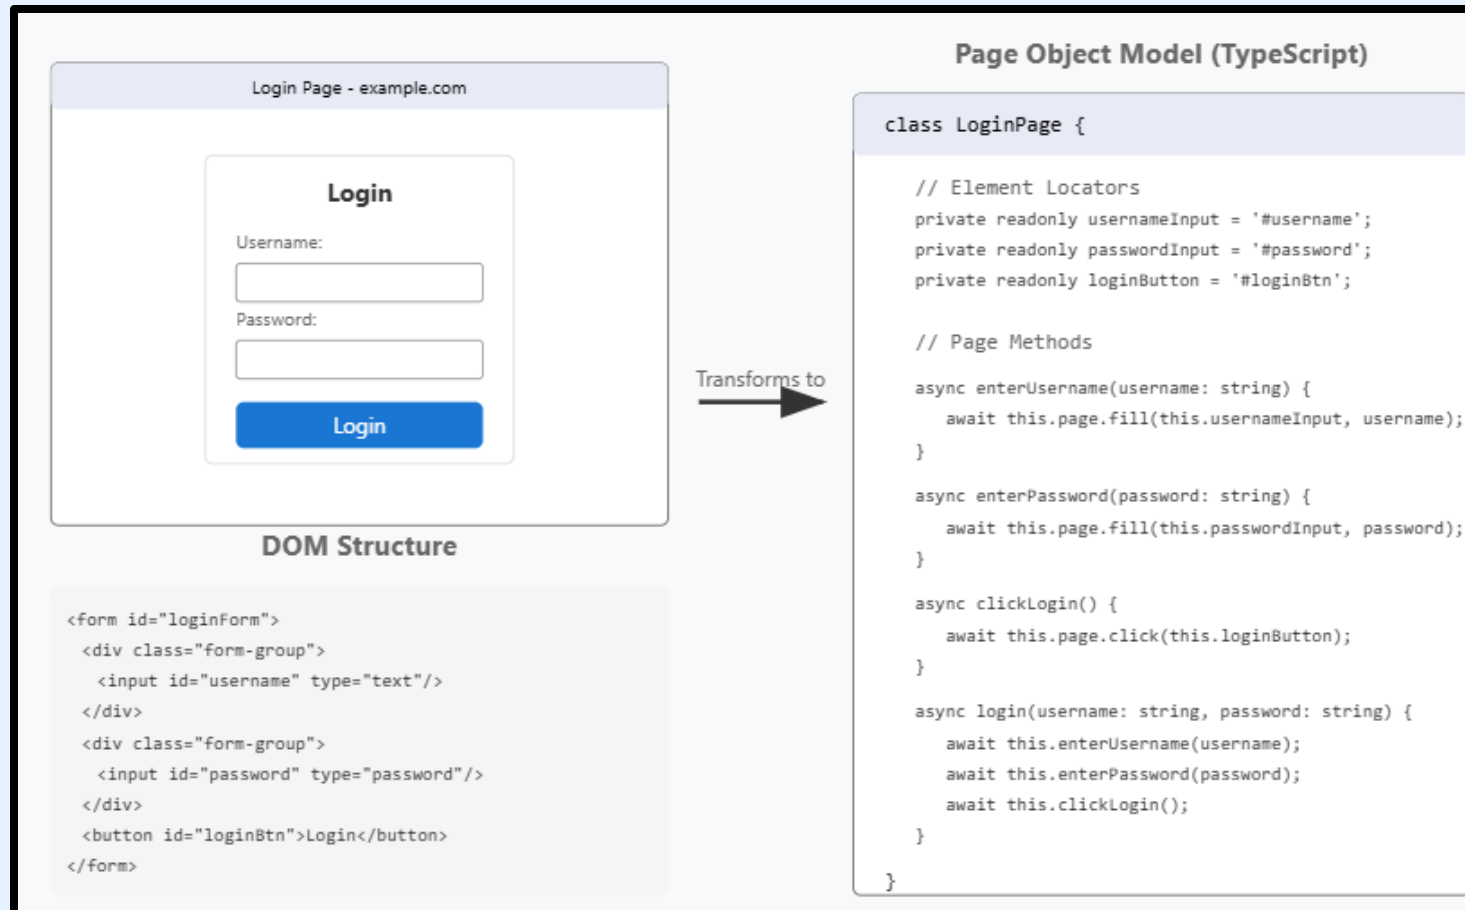 Login Page - example.com
Login
Username:
Password:
Login
DOM Structure
<form id="loginForm">
<div class="form-group">
<input id="username" type="text"/>
</div>
<div class="form-group">
<input id="password" type="password"/>
</div>
<button id="loginBtn">Login</button>
</form>
Transforms to
Page Object Model (TypeScript)
class LoginPage {
// Element Locators
private readonly usernameInput = '#username';
private readonly passwordInput = '#password';
private readonly loginButton = '#loginBtn';
// Page Methods
async enterUsername(username: string) {
await this.page.fill(this.usernameInput, username);
}
async enterPassword(password: string) {
await this.page.fill(this.passwordInput, password);
}
async clickLogin() {
await this.page.click(this.loginButton);
}
async login(username: string, password: string) {
await this.enterUsername(username);
await this.enterPassword(password);
await this.clickLogin();
}
}